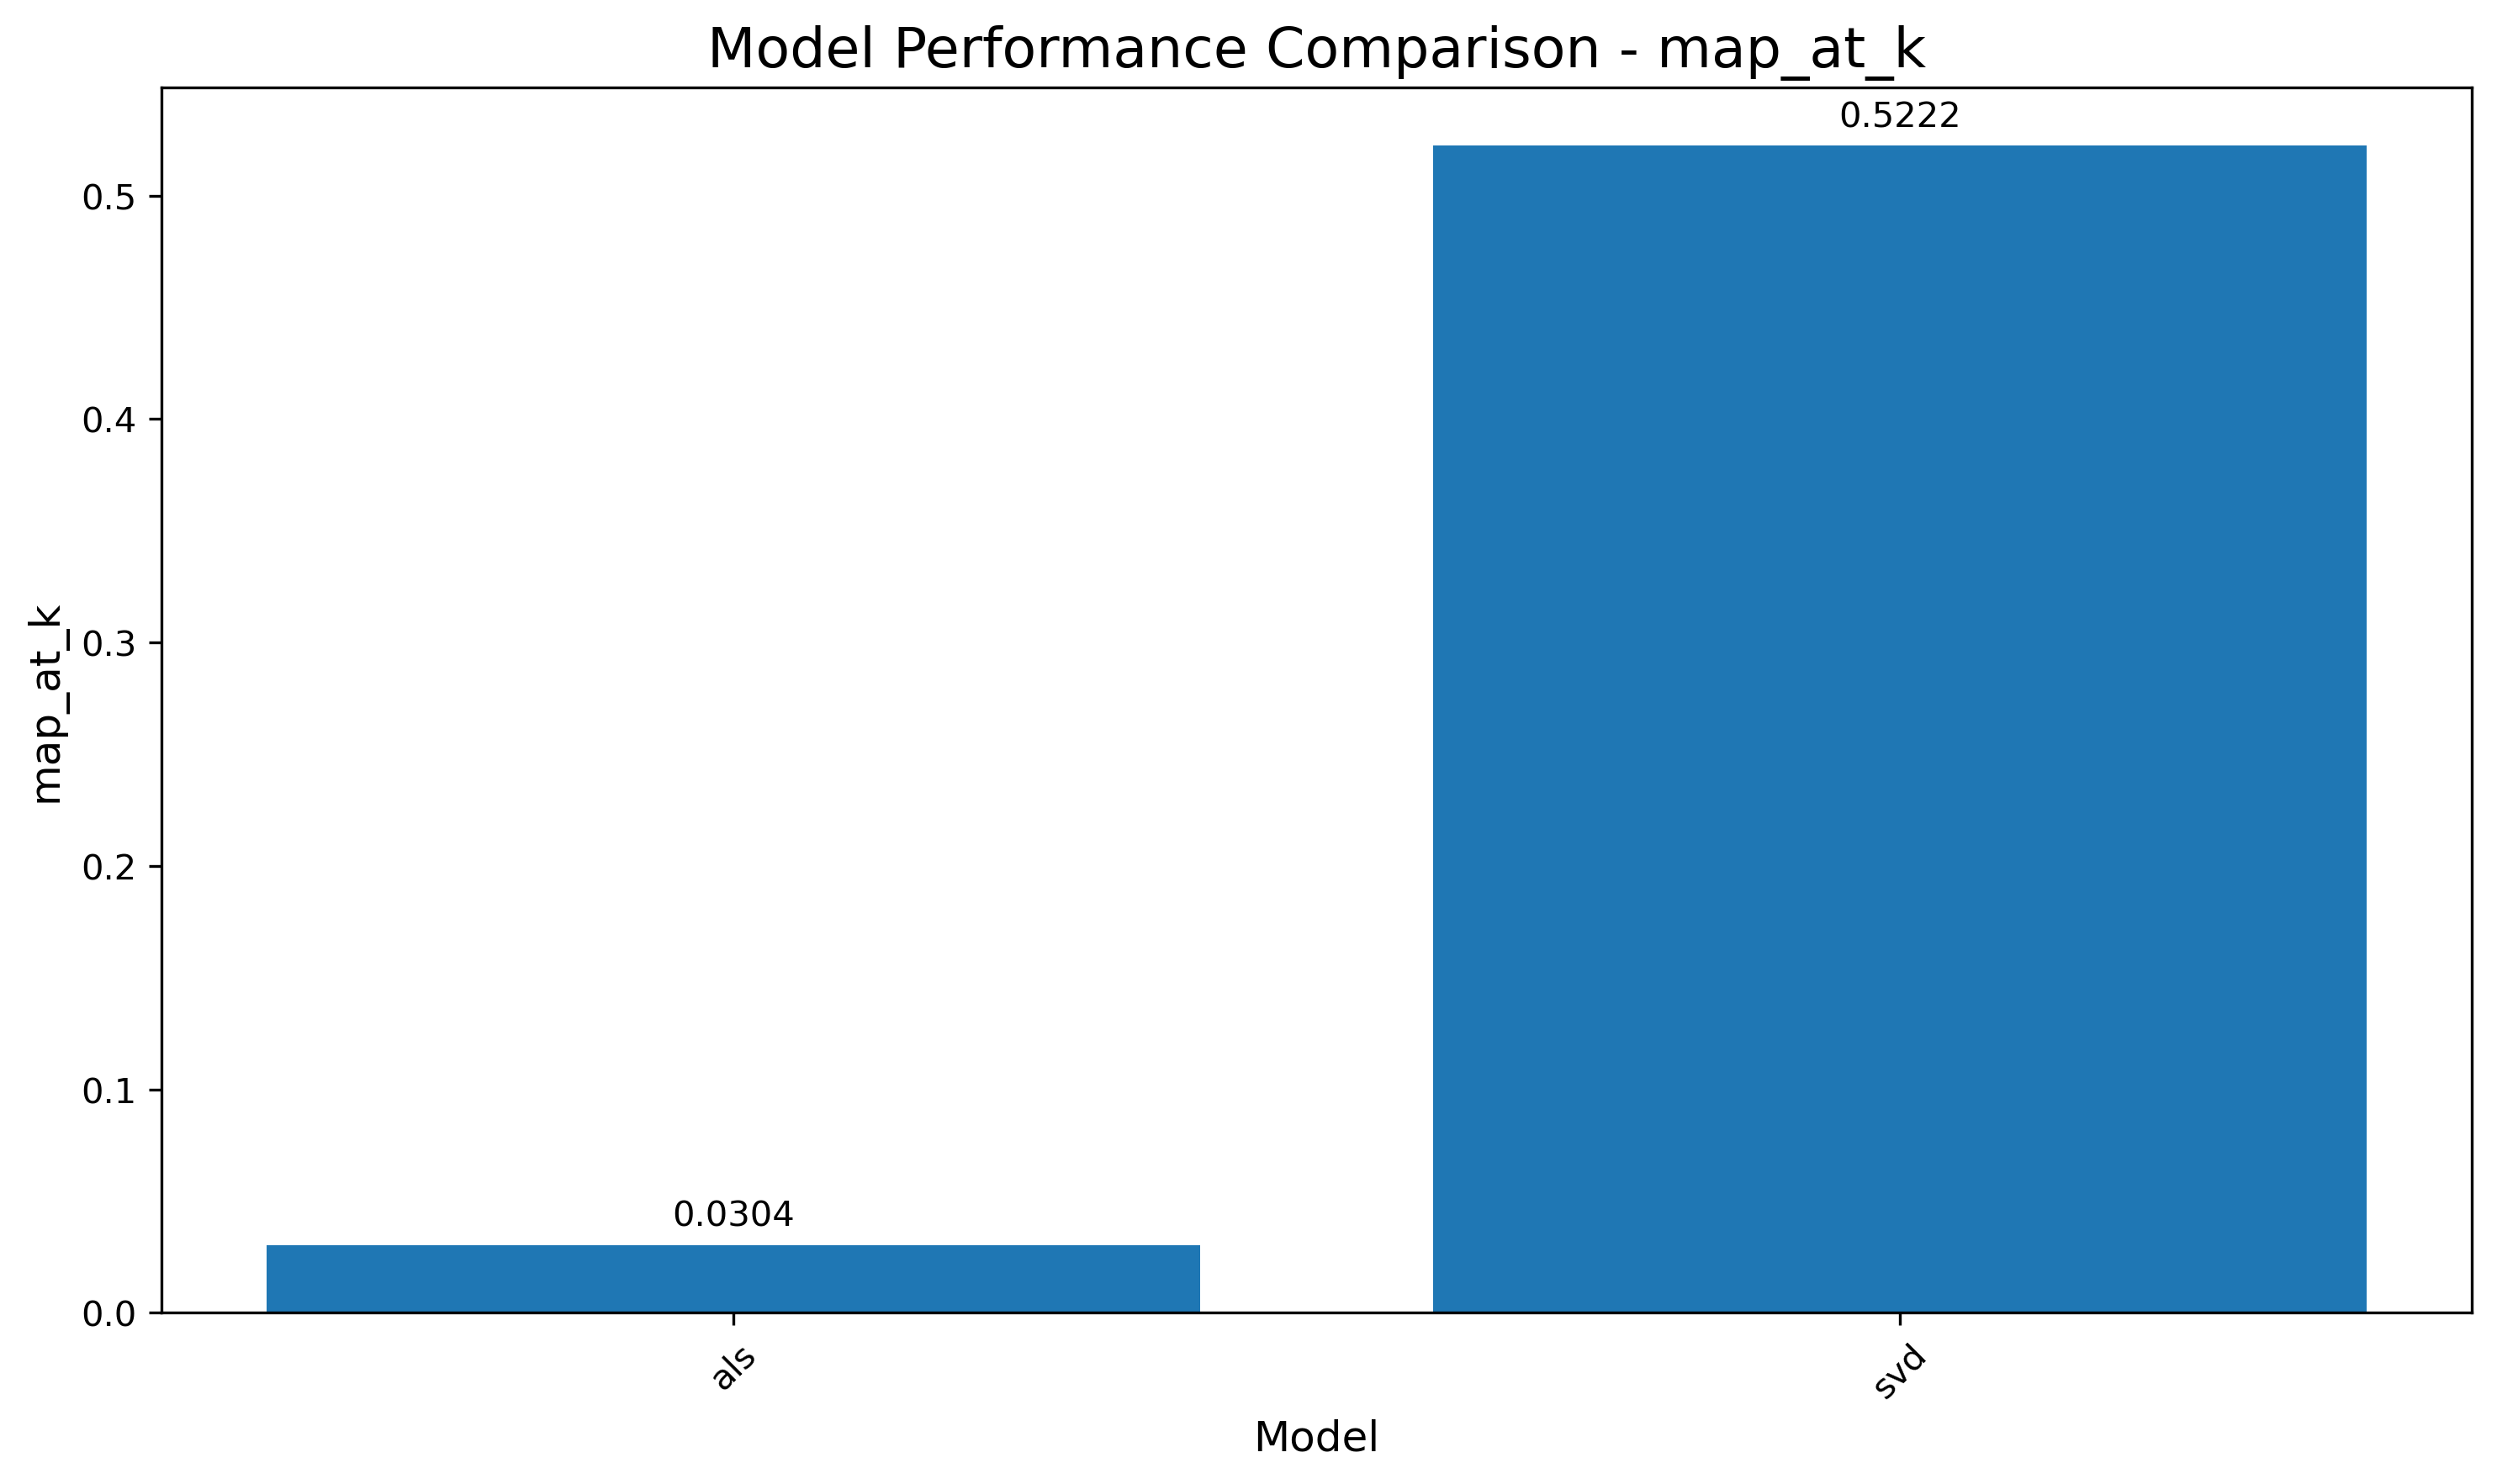 Model Performance Comparison - map_at_k
0.5222
0.5
0.4
0.3
0.2
0.1
0.0
map_at_k
0.0304
als
svd
Model